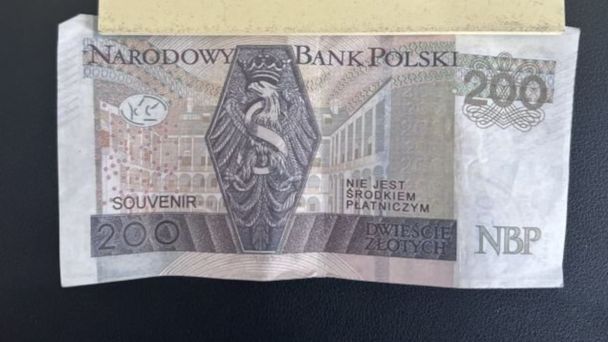 NARODOWY BANK POLSKI
200
SOUVENIR
NIE JEST
ŚRODKIEM
PŁATNICZYM
200
DWIEŚCIE
ZŁOTYCH
NBP